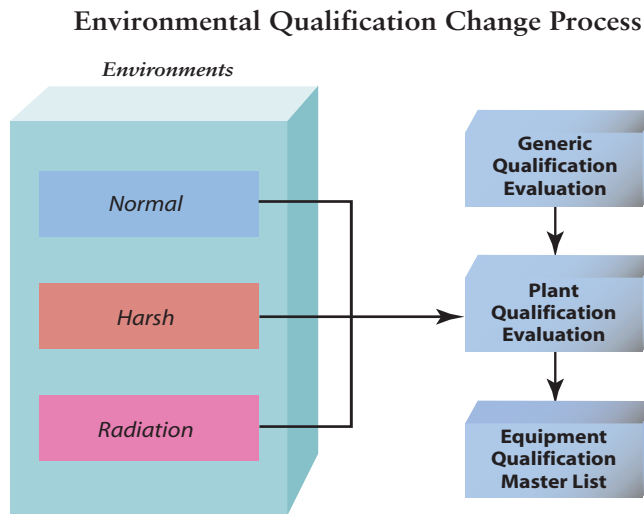 Environmental Qualification Change Process
Environments
Normal
Harsh
Radiation
Generic
Qualification
Evaluation
Plant
Qualification
Evaluation
Equipment
Qualification
Master List